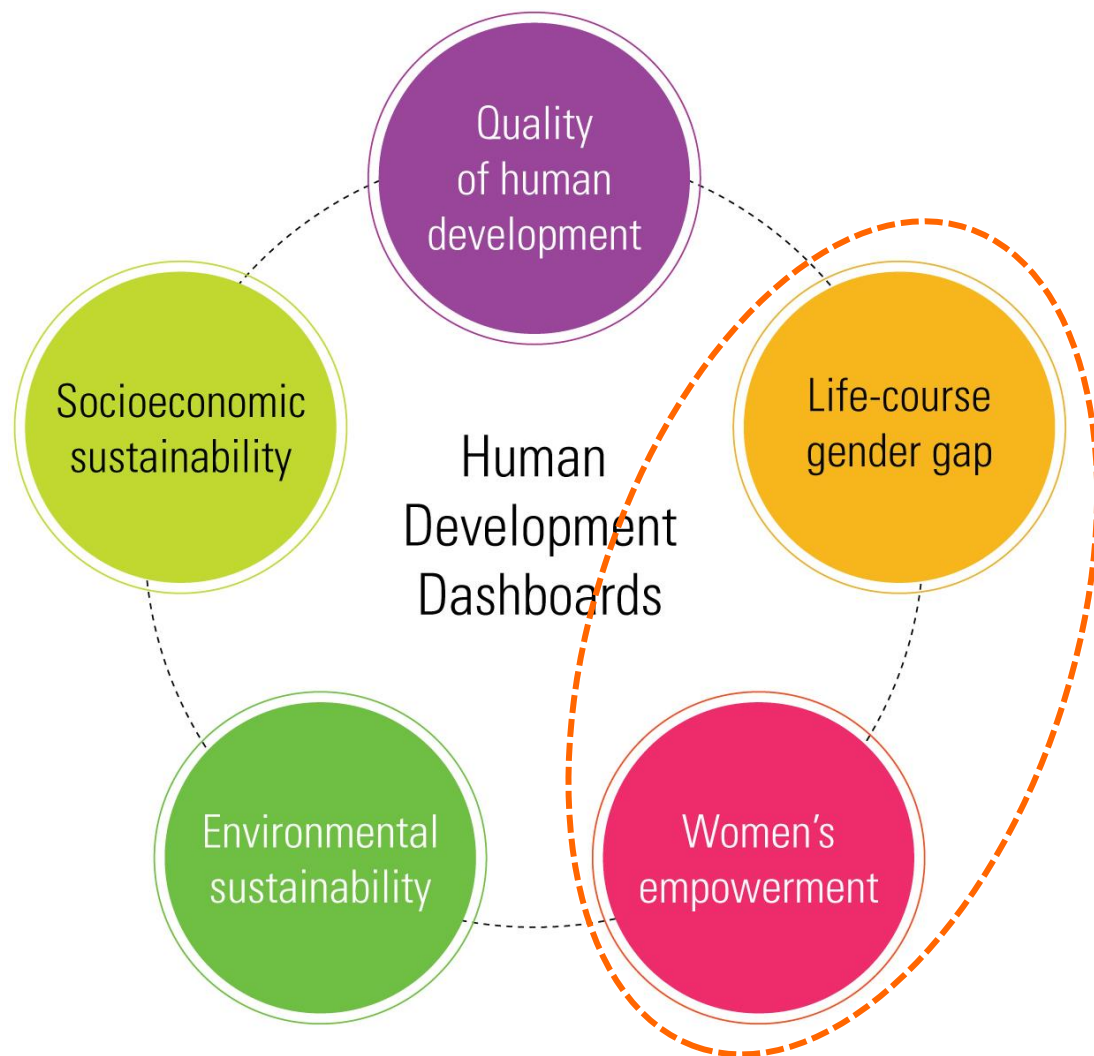 Quality
of human
development
Life-course
gender gap
Women’s
empowerment
Environmental
sustainability
Socioeconomic
sustainability
Human
Development
Dashboards